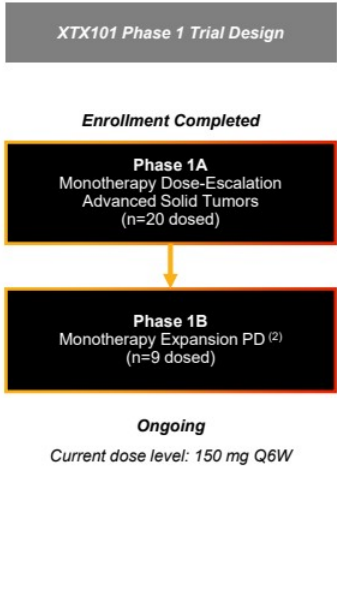 XTX101 Phase 1 Trial Design
Enrollment Completed
Phase 1A
Monotherapy Dose-Escalation
Advanced Solid Tumors
(n=20 dosed)
Phase 1B
Monotherapy Expansion PD (2)
(n=9 dosed)
Ongoing
Current dose level: 150 mg Q6W